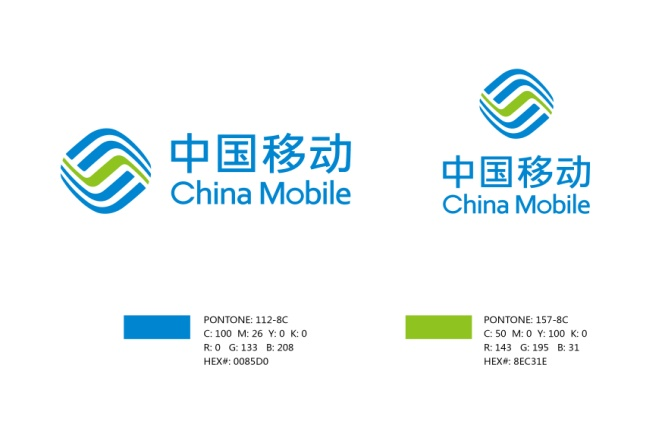 中国移动
China Mobile
中国移动
China Mobile
PONTONE: 112-8C
C: 100 M: 26 Y: 0 K: 0
R: 0 G: 133 B: 208
HEX#: 0085D0
PONTONE: 157-8C
C: 50 M: 0 Y: 100 K: 0
R: 143 G: 195 B: 31
HEX#: 8EC31E